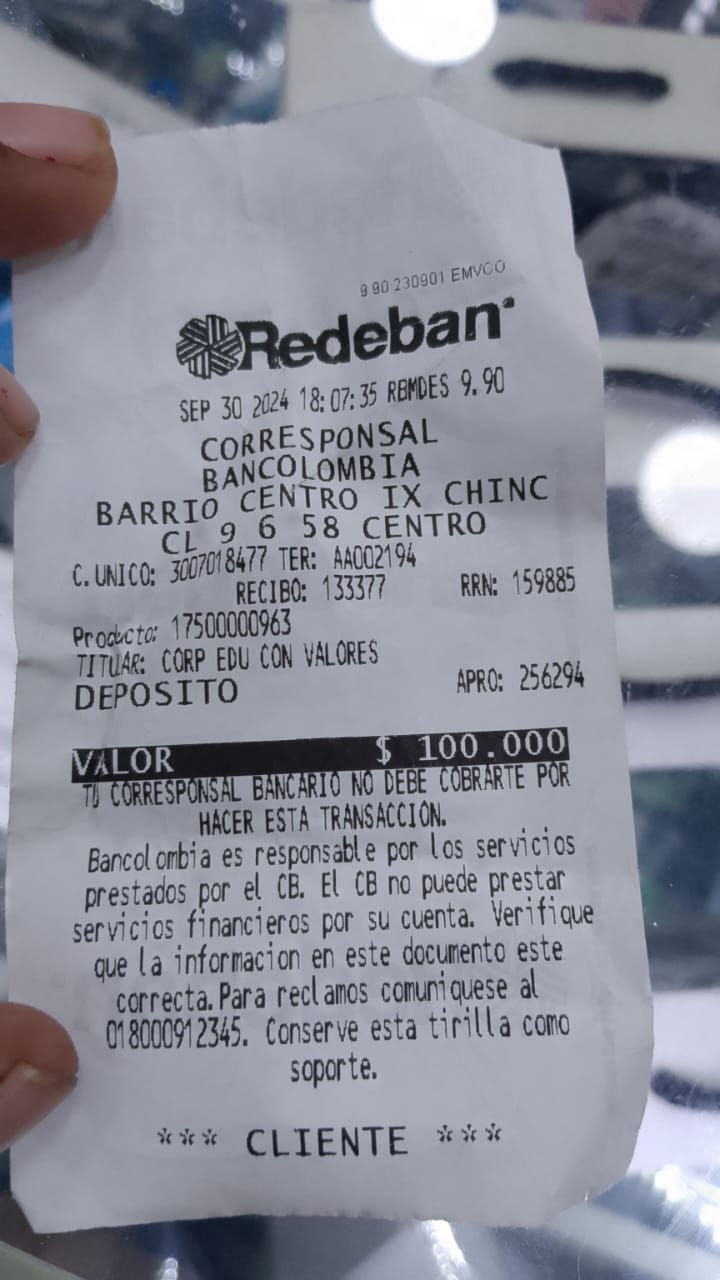 9 90 230901 EMVCO
Redeban
SEP 30 2024 18:07:35 RBMDES 9.90
CORRESPONSAL
BANCOLOMBIA
BARRIO CENTRO IX CHINC
CL 9 6 58 CENTRO
C. UNICO: 3007018477 TER: AA002194
RECIBO: 133377 RRN: 159885
Producto: 17500000963
TITUAR: CORP EDU CON VALORES
DEPOSITO APRO: 256294
VALOR $ 100.000
TU CORRESPONSAL BANCARIO NO DEBE COBRARTE POR
HACER ESTA TRANSACCION.
Bancolombia es responsable por los servicios
prestados por el CB. El CB no puede prestar
servicios financieros por su cuenta. Verifique
que la informacion en este documento este
correcta. Para reclamos comuniquese al
018000912345. Conserve esta tirilla como
soporte.
*** CLIENTE ***